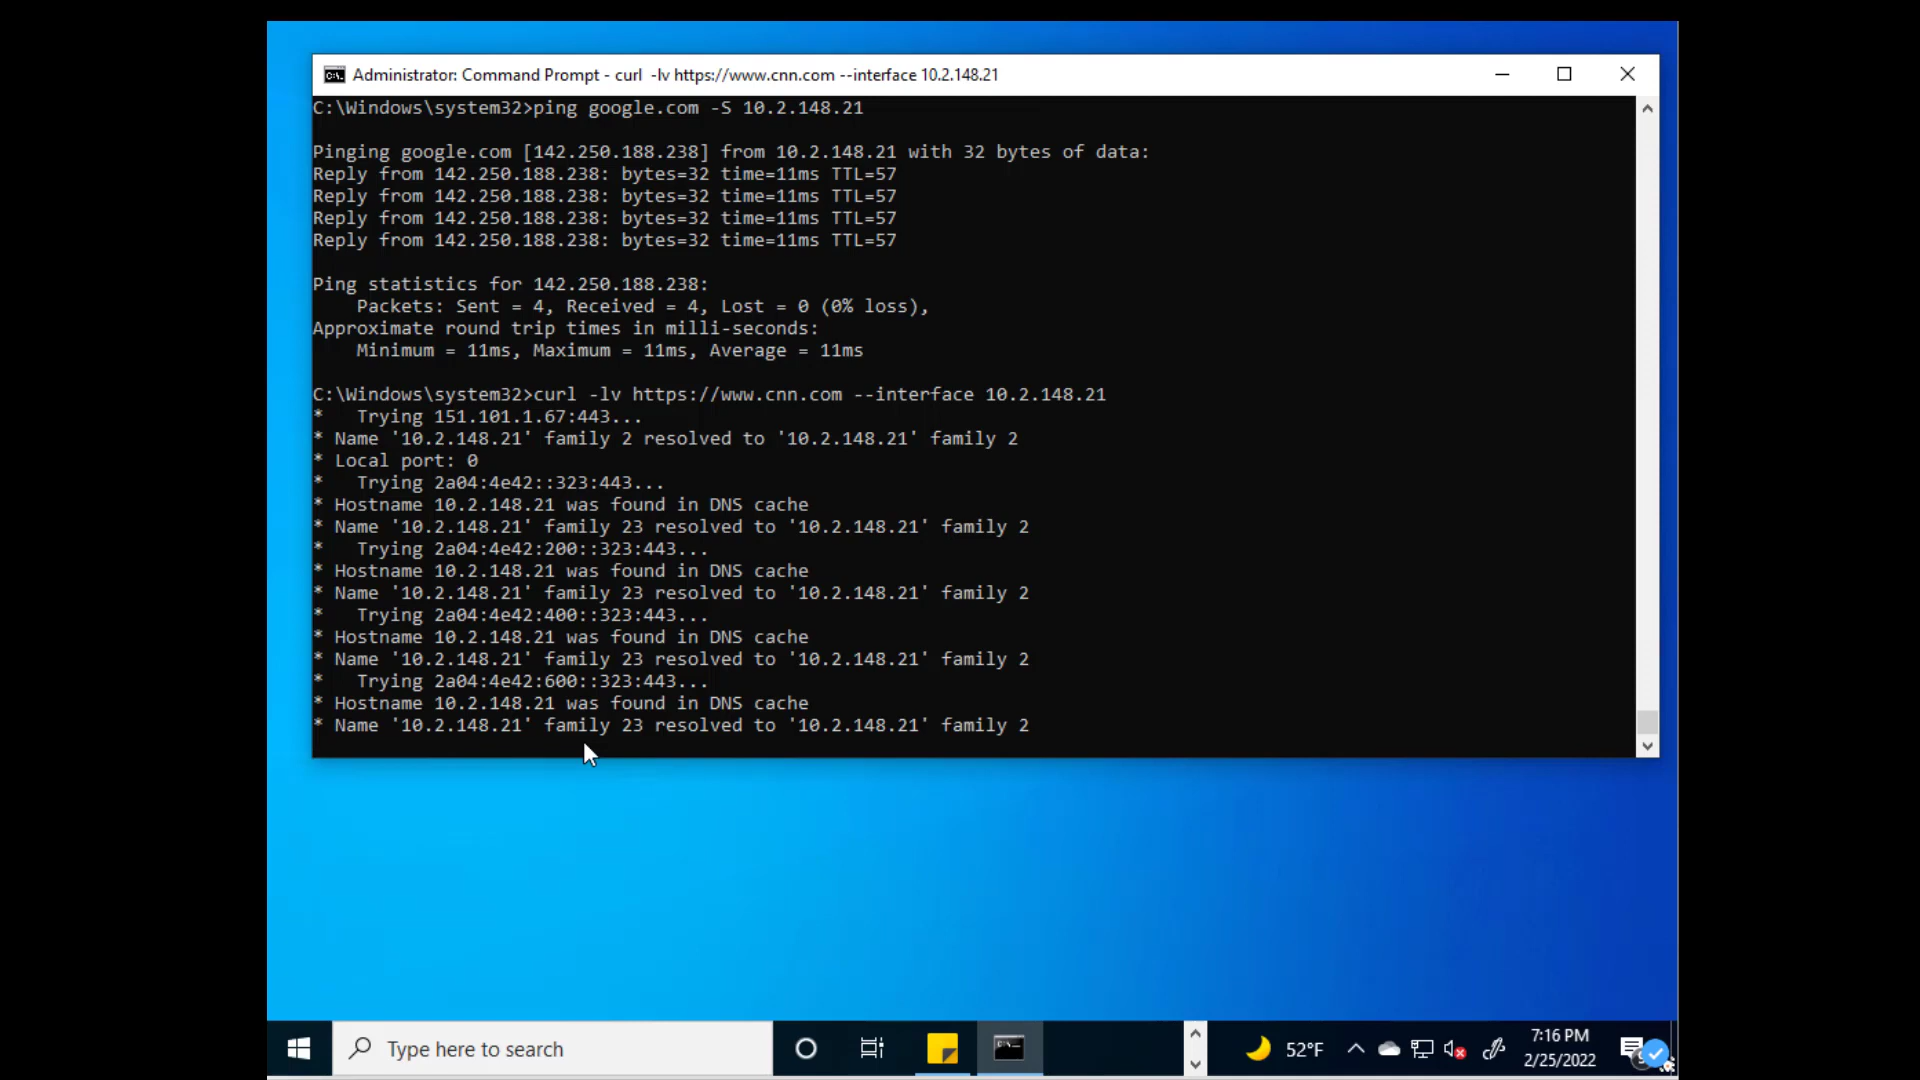 Administrator: Command Prompt - curl  -lv https://www.cnn.com --interface 10.2.148.21
C:\Windows\system32>ping google.com -S 10.2.148.21
Pinging google.com [142.250.188.238] from 10.2.148.21 with 32 bytes of data:
Reply from 142.250.188.238: bytes=32 time=11ms TTL=57
Reply from 142.250.188.238: bytes=32 time=11ms TTL=57
Reply from 142.250.188.238: bytes=32 time=11ms TTL=57
Reply from 142.250.188.238: bytes=32 time=11ms TTL=57
Ping statistics for 142.250.188.238:
    Packets: Sent = 4, Received = 4, Lost = 0 (0% loss),
Approximate round trip times in milli-seconds:
    Minimum = 11ms, Maximum = 11ms, Average = 11ms
C:\Windows\system32>curl -lv https://www.cnn.com --interface 10.2.148.21
*   Trying 151.101.1.67:443...
* Name '10.2.148.21' family 2 resolved to '10.2.148.21' family 2
* Local port: 0
*   Trying 2a04:4e42::323:443...
* Hostname 10.2.148.21 was found in DNS cache
* Name '10.2.148.21' family 23 resolved to '10.2.148.21' family 2
*   Trying 2a04:4e42:200::323:443...
* Hostname 10.2.148.21 was found in DNS cache
* Name '10.2.148.21' family 23 resolved to '10.2.148.21' family 2
*   Trying 2a04:4e42:400::323:443...
* Hostname 10.2.148.21 was found in DNS cache
* Name '10.2.148.21' family 23 resolved to '10.2.148.21' family 2
*   Trying 2a04:4e42:600::323:443...
* Hostname 10.2.148.21 was found in DNS cache
* Name '10.2.148.21' family 23 resolved to '10.2.148.21' family 2
Type here to search
52°F
7:16 PM
2/25/2022